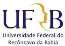 UFRB
Universidade Federal do
Recôncavo da Bahia